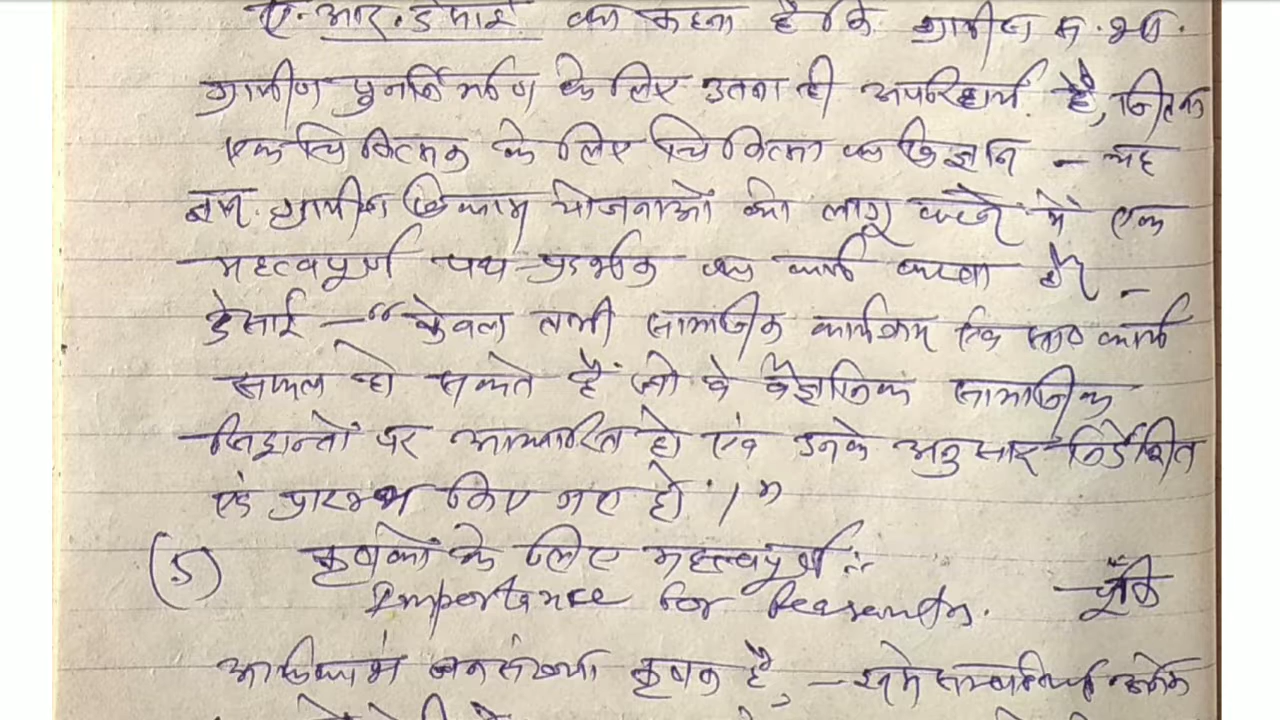 ए. आर. देसाई का कहना है कि ग्रामीण स. शा.
ग्रामीण पुनर्निर्माण के लिए उतना ही अपरिहार्य है, जितना
एक चिकित्सक के लिए चिकित्सा का विज्ञान – यह
ग्रामीण विकास योजनाओं को लागू करने में एक
महत्वपूर्ण पथ-प्रदर्शक का कार्य करता है –
देसाई – "केवल तभी सामाजिक कार्यक्रम एवं कार्य
सफल हो सकते हैं जो वे वैज्ञानिक सामाजिक
सिद्धान्तों पर आधारित हो एवं उनके अनुसार निर्देशित
एवं प्रारम्भ किए गए हो।"
(5) कृषकों के लिए महत्वपूर्ण :-
Importance for Peasants. चूँकि
अधिकांश जनसंख्या कृषक है,